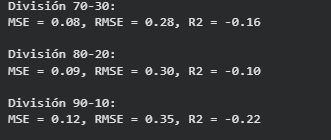 División 70-30:
MSE = 0.08, RMSE = 0.28, R2 = -0.16
División 80-20:
MSE = 0.09, RMSE = 0.30, R2 = -0.10
División 90-10:
MSE = 0.12, RMSE = 0.35, R2 = -0.22